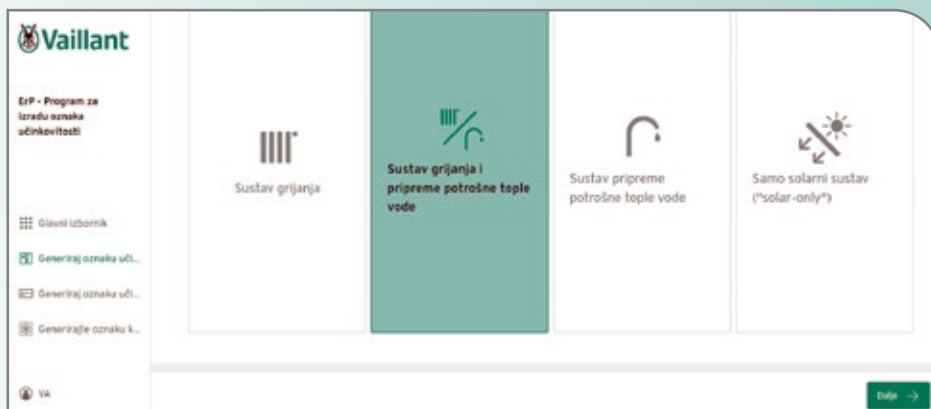 Vaillant
ErP - Program za
izradu oznaka
učinkovitosti
Glavni izbornik
Generiraj oznaku uči...
Generiraj oznaku uči...
Generirajte oznaku k...
VA
Sustav grijanja
Sustav grijanja i
pripreme potrošne tople
vode
Sustav pripreme
potrošne tople vode
Samo solarni sustav
("solar-only")
Dalje